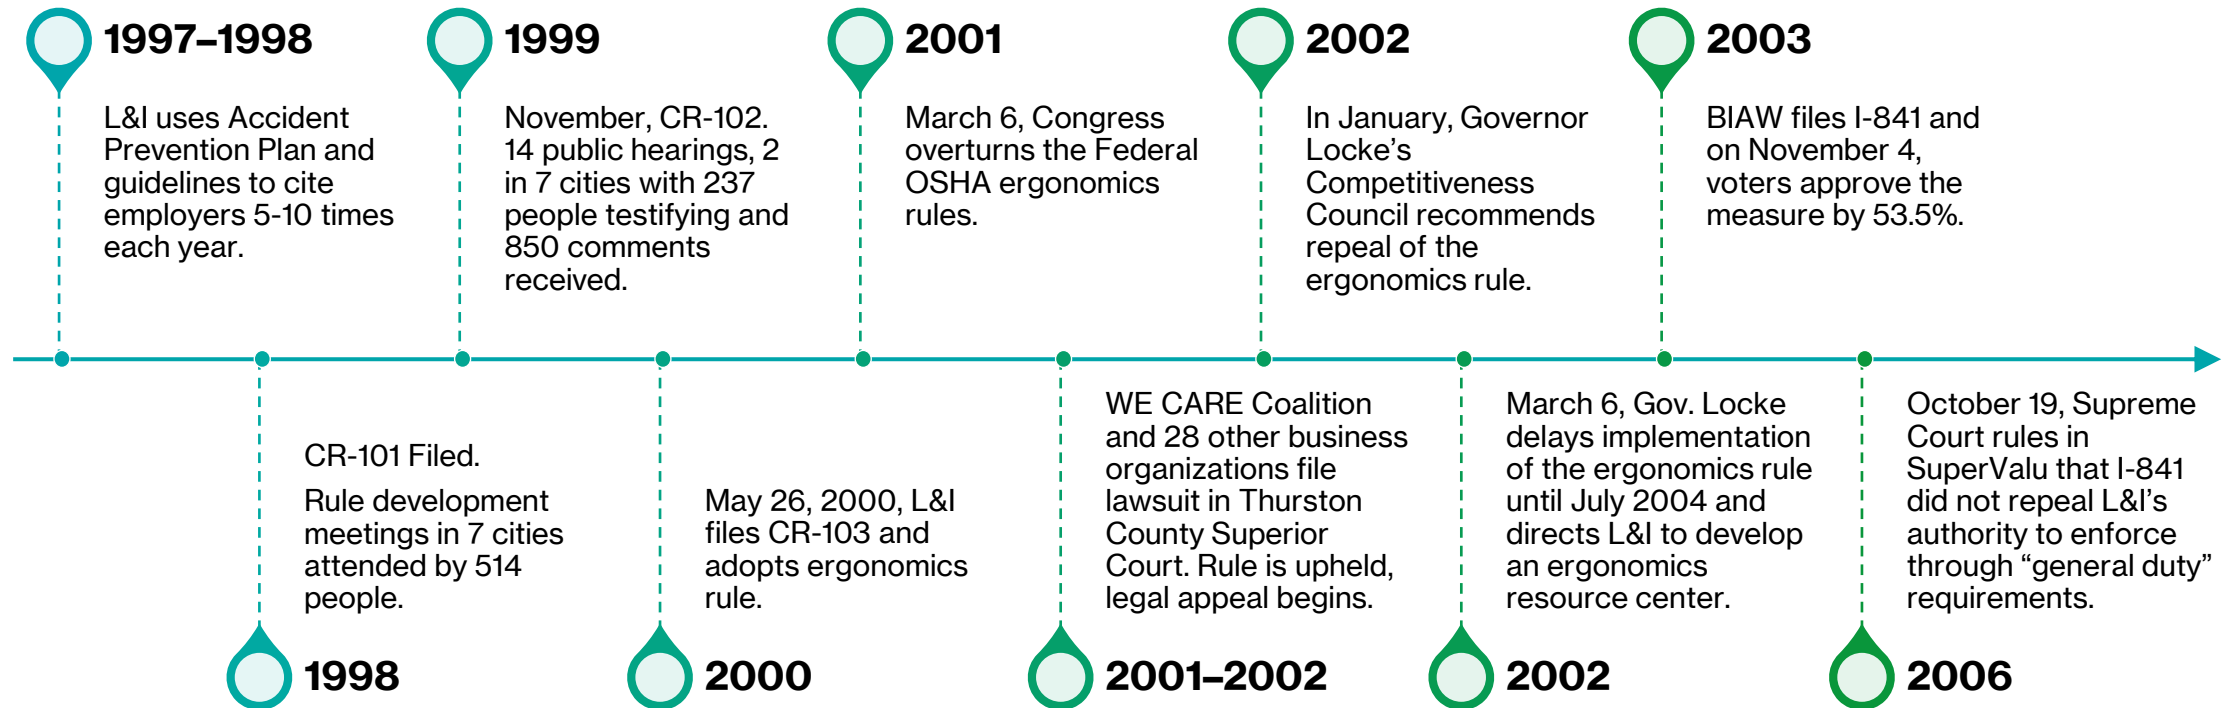 1997–1998
L&I uses Accident
Prevention Plan and
guidelines to cite
employers 5-10 times
each year.
CR-101 Filed.
Rule development
meetings in 7 cities
attended by 514
people.
1998
1999
November, CR-102.
14 public hearings, 2
in 7 cities with 237
people testifying and
850 comments
received.
May 26, 2000, L&I
files CR-103 and
adopts ergonomics
rule.
2000
2001
March 6, Congress
overturns the Federal
OSHA ergonomics
rules.
WE CARE Coalition
and 28 other business
organizations file
lawsuit in Thurston
County Superior
Court. Rule is upheld,
legal appeal begins.
2001–2002
2002
In January, Governor
Locke’s
Competitiveness
Council recommends
repeal of the
ergonomics rule.
March 6, Gov. Locke
delays implementation
of the ergonomics rule
until July 2004 and
directs L&I to develop
an ergonomics
resource center.
2002
2003
BIAW files I-841 and
on November 4,
voters approve the
measure by 53.5%.
October 19, Supreme
Court rules in
SuperValu that I-841
did not repeal L&I’s
authority to enforce
through “general duty”
requirements.
2006